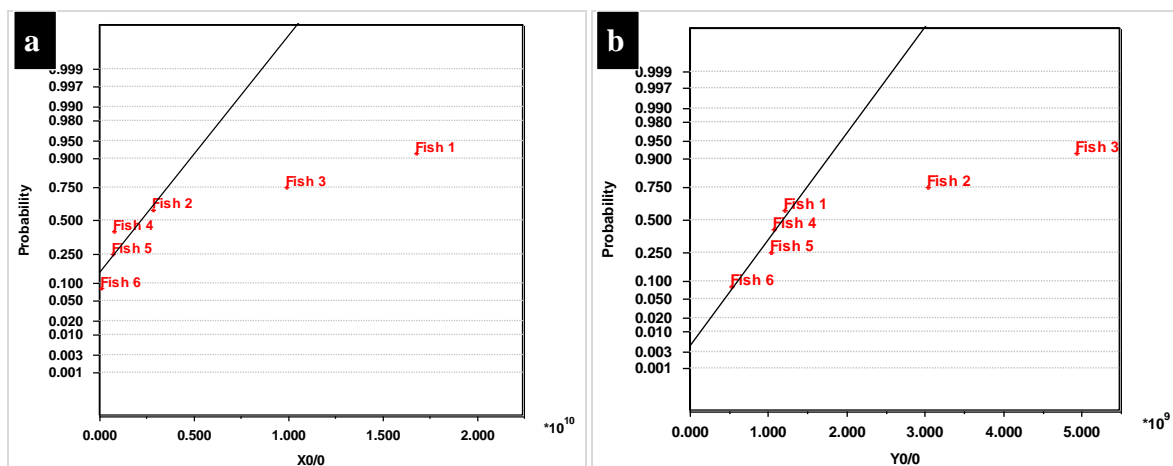 a
0.999
0.997
0.990
0.980
0.950
0.900
0.750
0.500
0.250
0.100
0.050
0.020
0.010
0.003
0.001
Probability
Fish 1
Fish 3
Fish 2
Fish 4
Fish 5
Fish 6
0.000 0.500 1.000 1.500 2.000 *10^10
X0/0
b
0.999
0.997
0.990
0.980
0.950
0.900
0.750
0.500
0.250
0.100
0.050
0.020
0.010
0.003
0.001
Probability
Fish 3
Fish 2
Fish 1
Fish 4
Fish 5
Fish 6
0.000 1.000 2.000 3.000 4.000 5.000 *10^9
Y0/0